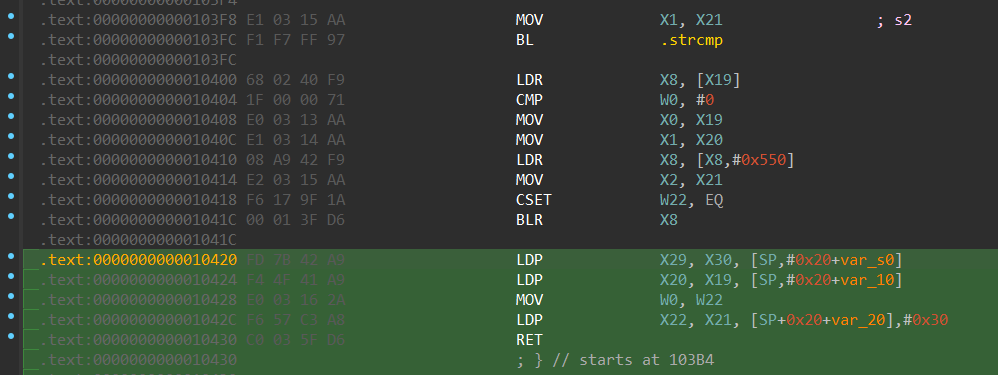 .text:00000000000103F4
.text:00000000000103F8 E1 03 15 AA MOV X1, X21 ; s2
.text:00000000000103FC F1 F7 FF 97 BL .strcmp
.text:00000000000103FC
.text:0000000000010400 68 02 40 F9 LDR X8, [X19]
.text:0000000000010404 1F 00 00 71 CMP W0, #0
.text:0000000000010408 E0 03 13 AA MOV X0, X19
.text:000000000001040C E1 03 14 AA MOV X1, X20
.text:0000000000010410 08 A9 42 F9 LDR X8, [X8,#0x550]
.text:0000000000010414 E2 03 15 AA MOV X2, X21
.text:0000000000010418 F6 17 9F 1A CSET W22, EQ
.text:000000000001041C 00 01 3F D6 BLR X8
.text:000000000001041C
.text:0000000000010420 FD 7B 42 A9 LDP X29, X30, [SP,#0x20+var_s0]
.text:0000000000010424 F4 4F 41 A9 LDP X20, X19, [SP,#0x20+var_10]
.text:0000000000010428 E0 03 16 2A MOV W0, W22
.text:000000000001042C F6 57 C3 A8 LDP X22, X21, [SP+0x20+var_20],#0x30
.text:0000000000010430 C0 03 5F D6 RET
.text:0000000000010430 ; } // starts at 103B4